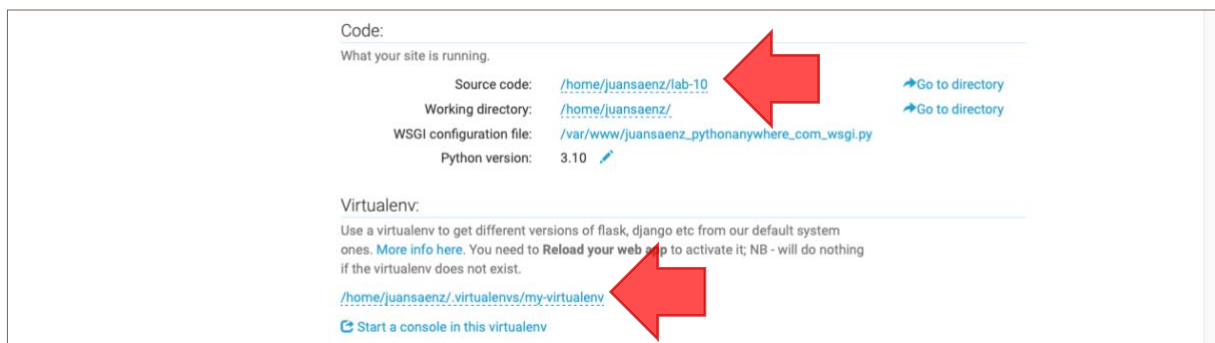 Code:
What your site is running.
Source code: /home/juansaenz/lab-10 Go to directory
Working directory: /home/juansaenz/ Go to directory
WSGI configuration file: /var/www/juansaenz_pythonanywhere_com_wsgi.py
Python version: 3.10
Virtualenv:
Use a virtualenv to get different versions of flask, django etc from our default system
ones. More info here. You need to Reload your web app to activate it; NB - will do nothing
if the virtualenv does not exist.
/home/juansaenz/.virtualenvs/my-virtualenv
Start a console in this virtualenv